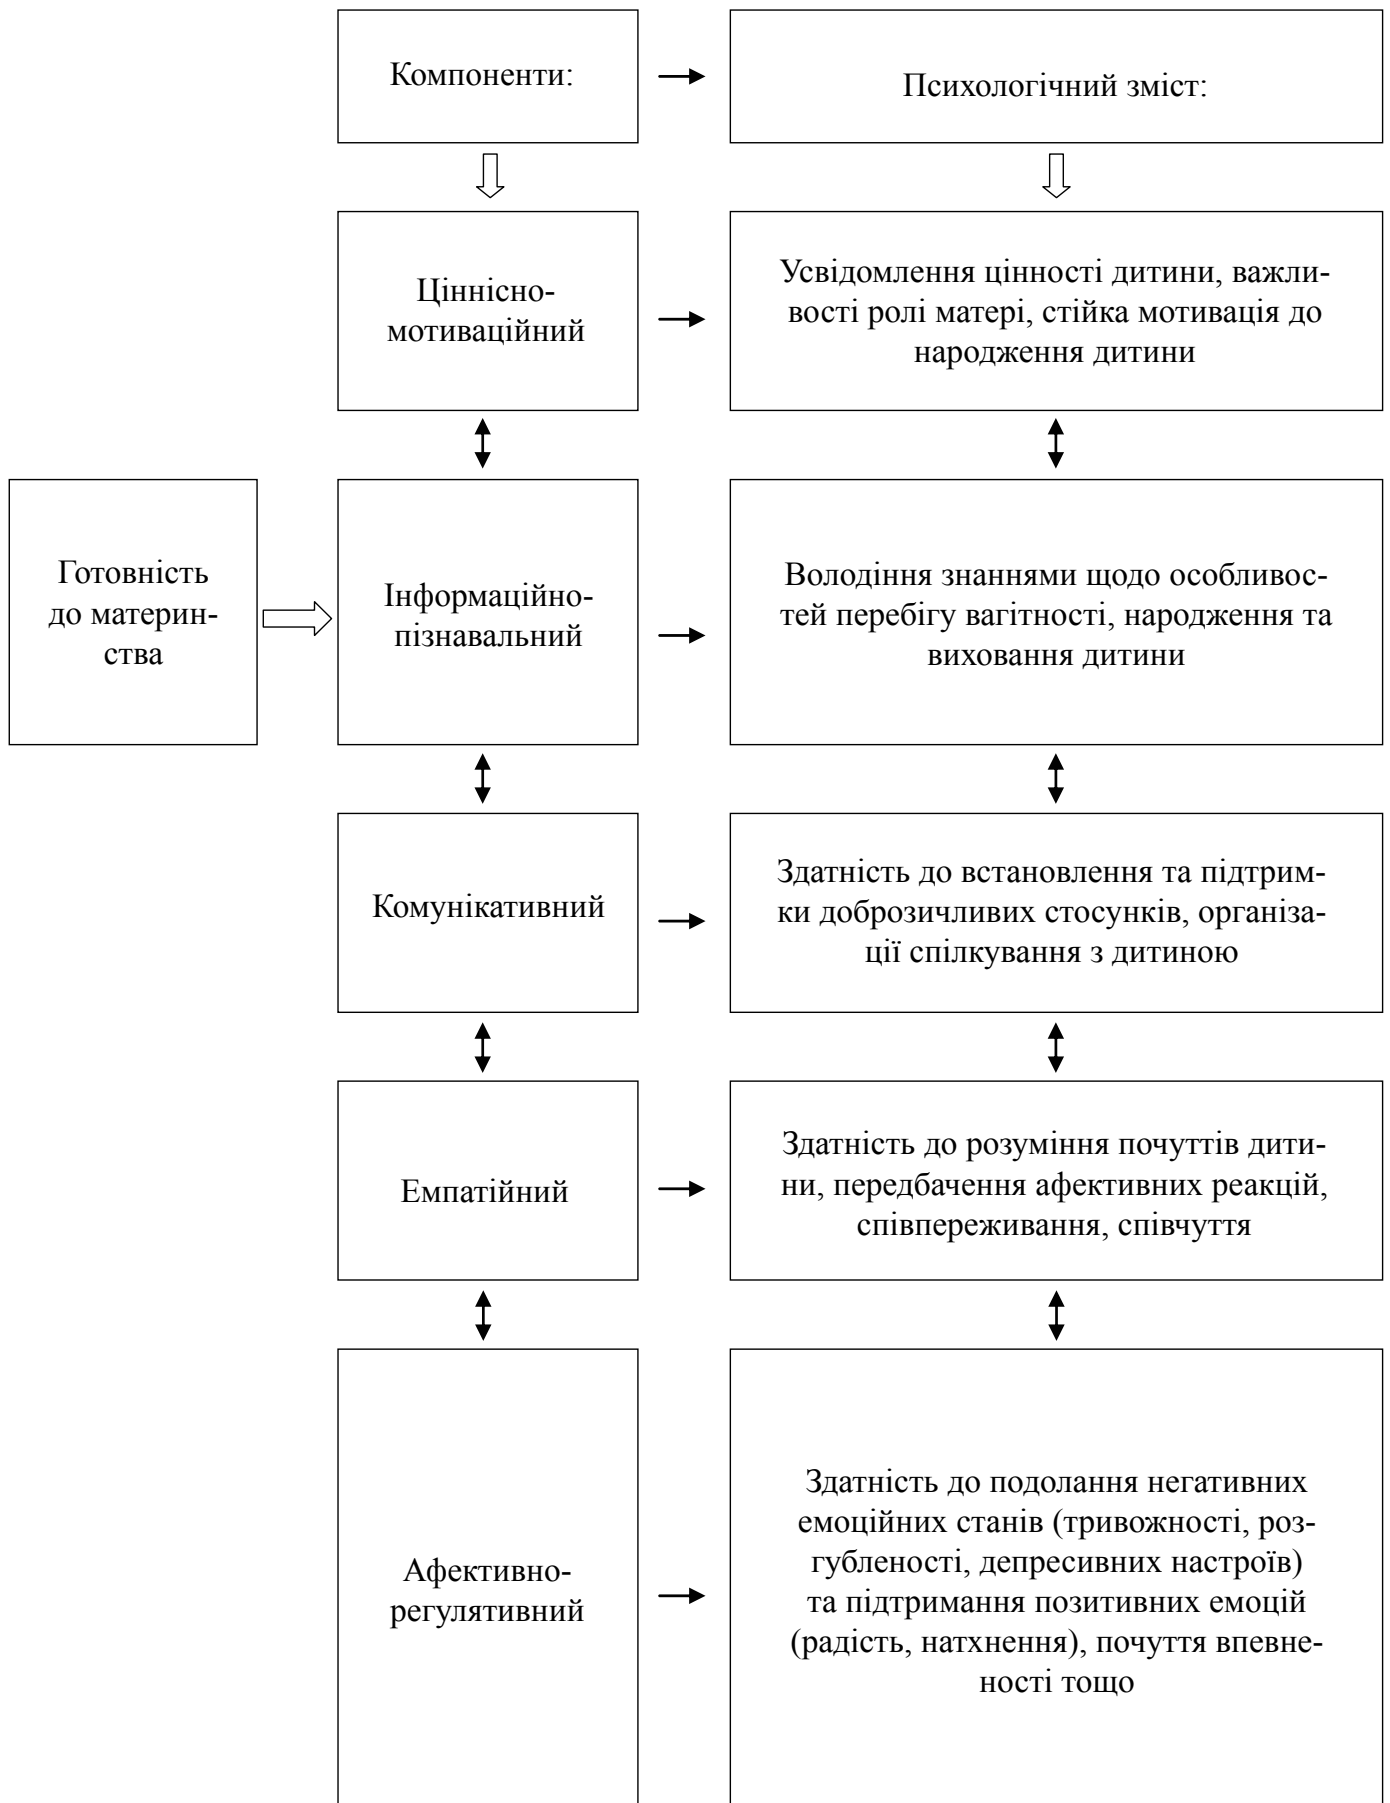 Компоненти:
Психологічний зміст:
Ціннісно-
мотиваційний
Усвідомлення цінності дитини, важли-
вості ролі матері, стійка мотивація до
народження дитини
Готовність
до материн-
ства
Інформаційно-
пізнавальний
Володіння знаннями щодо особливос-
тей перебігу вагітності, народження та
виховання дитини
Комунікативний
Здатність до встановлення та підтрим-
ки доброзичливих стосунків, організа-
ції спілкування з дитиною
Емпатійний
Здатність до розуміння почуттів дити-
ни, передбачення афективних реакцій,
співпереживання, співчуття
Афективно-
регулятивний
Здатність до подолання негативних
емоційних станів (тривожності, роз-
губленості, депресивних настроїв)
та підтримання позитивних емоцій
(радість, натхнення), почуття впевне-
ності тощо